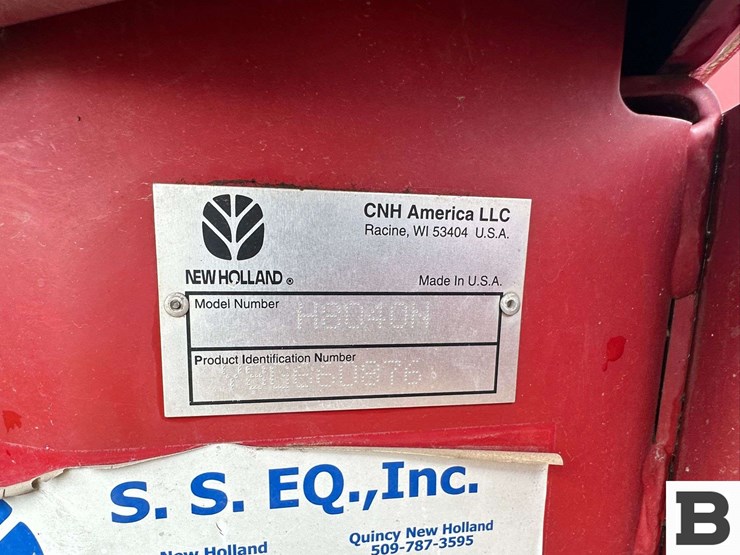 CNH America LLC
Racine, WI 53404 U.S.A.
NEW HOLLAND ®
Made In U.S.A.
Model Number
H8040N
Product Identification Number
S. S. EQ.,Inc.
New Holland
Quincy New Holland
509-787-3595
B